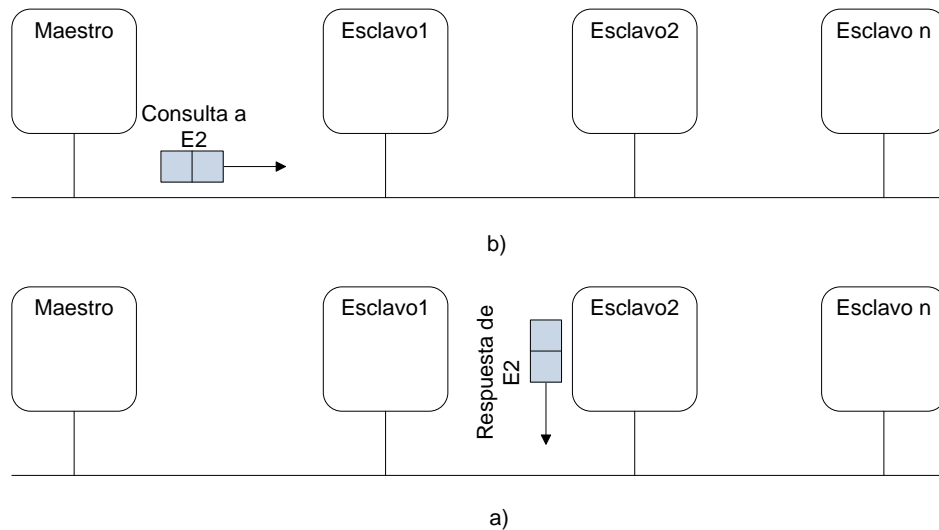 Maestro
Esclavo1
Esclavo2
Esclavo n
Consulta a
E2
b)
Maestro
Esclavo1
Esclavo2
Esclavo n
Respuesta de
E2
a)